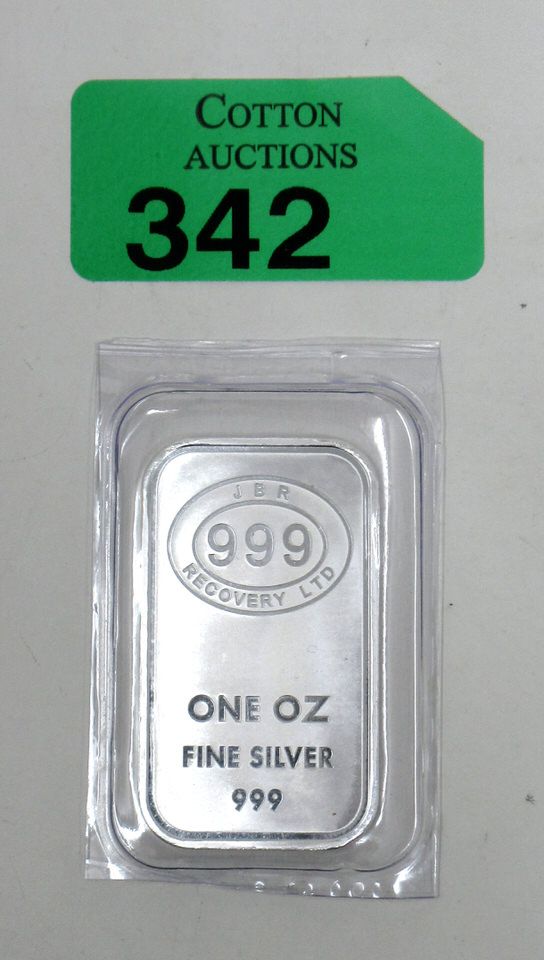 COTTON
AUCTIONS
342
JBR
999
RECOVERY LTD
ONE OZ
FINE SILVER
999